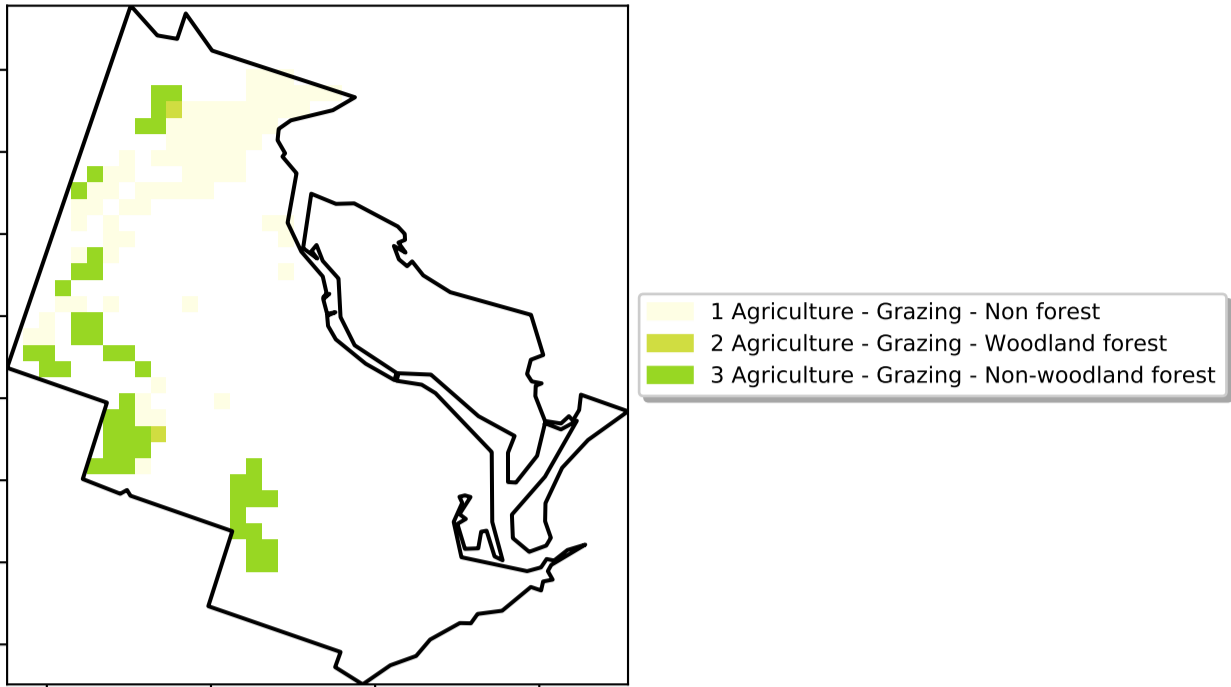 1 Agriculture - Grazing - Non forest
2 Agriculture - Grazing - Woodland forest
3 Agriculture - Grazing - Non-woodland forest